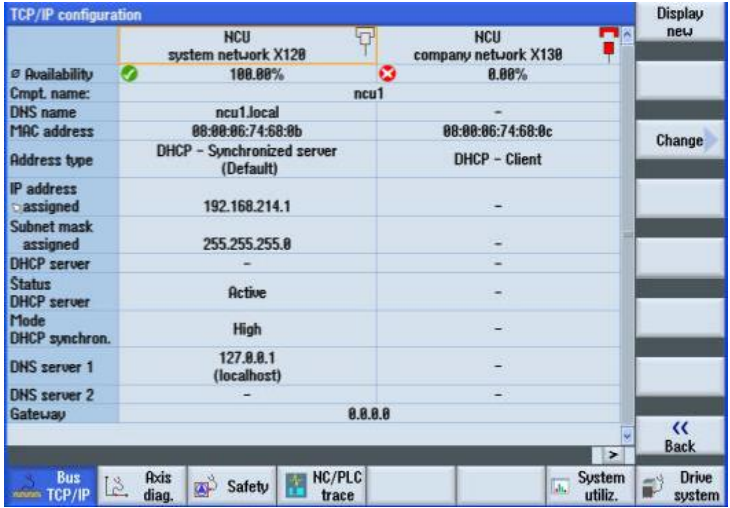 TCP/IP configuration
Display
new
NCU
system network X120
NCU
company network X130
ø Availability 100.00% 0.00%
Cmpt. name: ncu1
DNS name ncu1.local -
MAC address 08:00:06:74:68:0b 08:00:06:74:68:0c
Change
Address type DHCP - Synchronized server
(Default) DHCP - Client
IP address
assigned 192.168.214.1 -
Subnet mask
assigned 255.255.255.0 -
DHCP server - -
Status
DHCP server Active -
Mode
DHCP synchron. High -
DNS server 1 127.0.0.1
(localhost) -
DNS server 2 - -
Gateway 0.0.0.0
<<
Back
>
Bus
TCP/IP
Axis
diag.
Safety
NC/PLC
trace
System
utiliz.
Drive
system